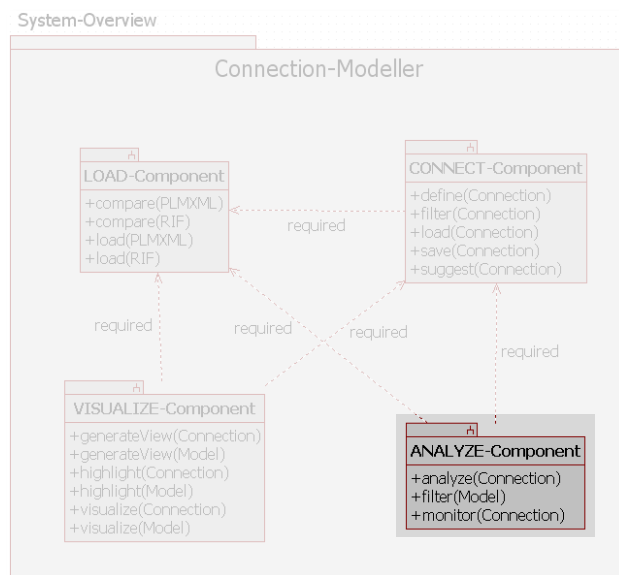 System-Overview
Connection-Modeller
LOAD-Component
+compare(PLMXML)
+compare(RIF)
+load(PLMXML)
+load(RIF)
CONNECT-Component
+define(Connection)
+filter(Connection)
+load(Connection)
+save(Connection)
+suggest(Connection)
required
required
required
required
required
VISUALIZE-Component
+generateView(Connection)
+generateView(Model)
+highlight(Connection)
+highlight(Model)
+visualize(Connection)
+visualize(Model)
ANALYZE-Component
+analyze(Connection)
+filter(Model)
+monitor(Connection)